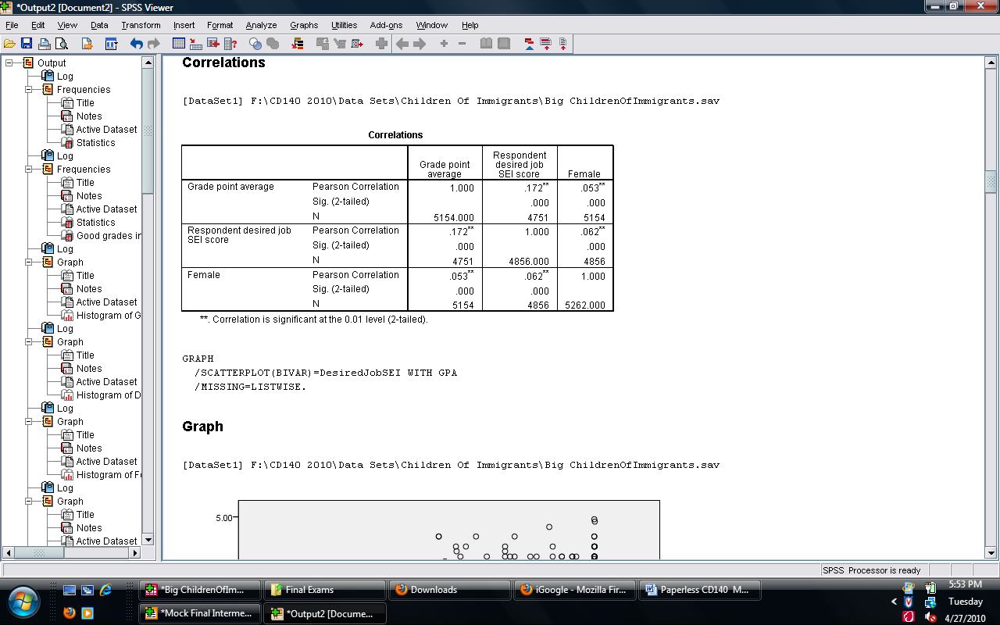 *Output2 [Document2] - SPSS Viewer
File Edit View Data Transform Insert Format Analyze Graphs Utilities Add-ons Window Help
Output
Log
Frequencies
Title
Notes
Active Dataset
Statistics
Log
Frequencies
Title
Notes
Active Dataset
Statistics
Good grades in
Log
Graph
Title
Notes
Active Dataset
Histogram of G
Log
Graph
Title
Notes
Active Dataset
Histogram of D
Log
Graph
Title
Notes
Active Dataset
Histogram of Fe
Log
Graph
Title
Notes
Active Dataset
Correlations
[DataSet1] F:\CD140 2010\Data Sets\Children Of Immigrants\Big ChildrenOfImmigrants.sav
Correlations
Grade point average Respondent desired job SEI score Female
Grade point average Pearson Correlation 1.000 .172** .053**
Sig. (2-tailed) .000 .000
N 5154.000 4751 5154
Respondent desired job SEI score Pearson Correlation .172** 1.000 .062**
Sig. (2-tailed) .000 .000
N 4751 4856.000 4856
Female Pearson Correlation .053** .062** 1.000
Sig. (2-tailed) .000 .000
N 5154 4856 5262.000
**. Correlation is significant at the 0.01 level (2-tailed).
GRAPH
/SCATTERPLOT(BIVAR)=DesiredJobSEI WITH GPA
/MISSING=LISTWISE.
Graph
[DataSet1] F:\CD140 2010\Data Sets\Children Of Immigrants\Big ChildrenOfImmigrants.sav
5.00
SPSS Processor is ready
*Big ChildrenOfIm... Final Exams Downloads iGoogle - Mozilla Fir... Paperless CD140 M...
*Mock Final Interme... *Output2 [Docume...
5:53 PM
Tuesday
4/27/2010